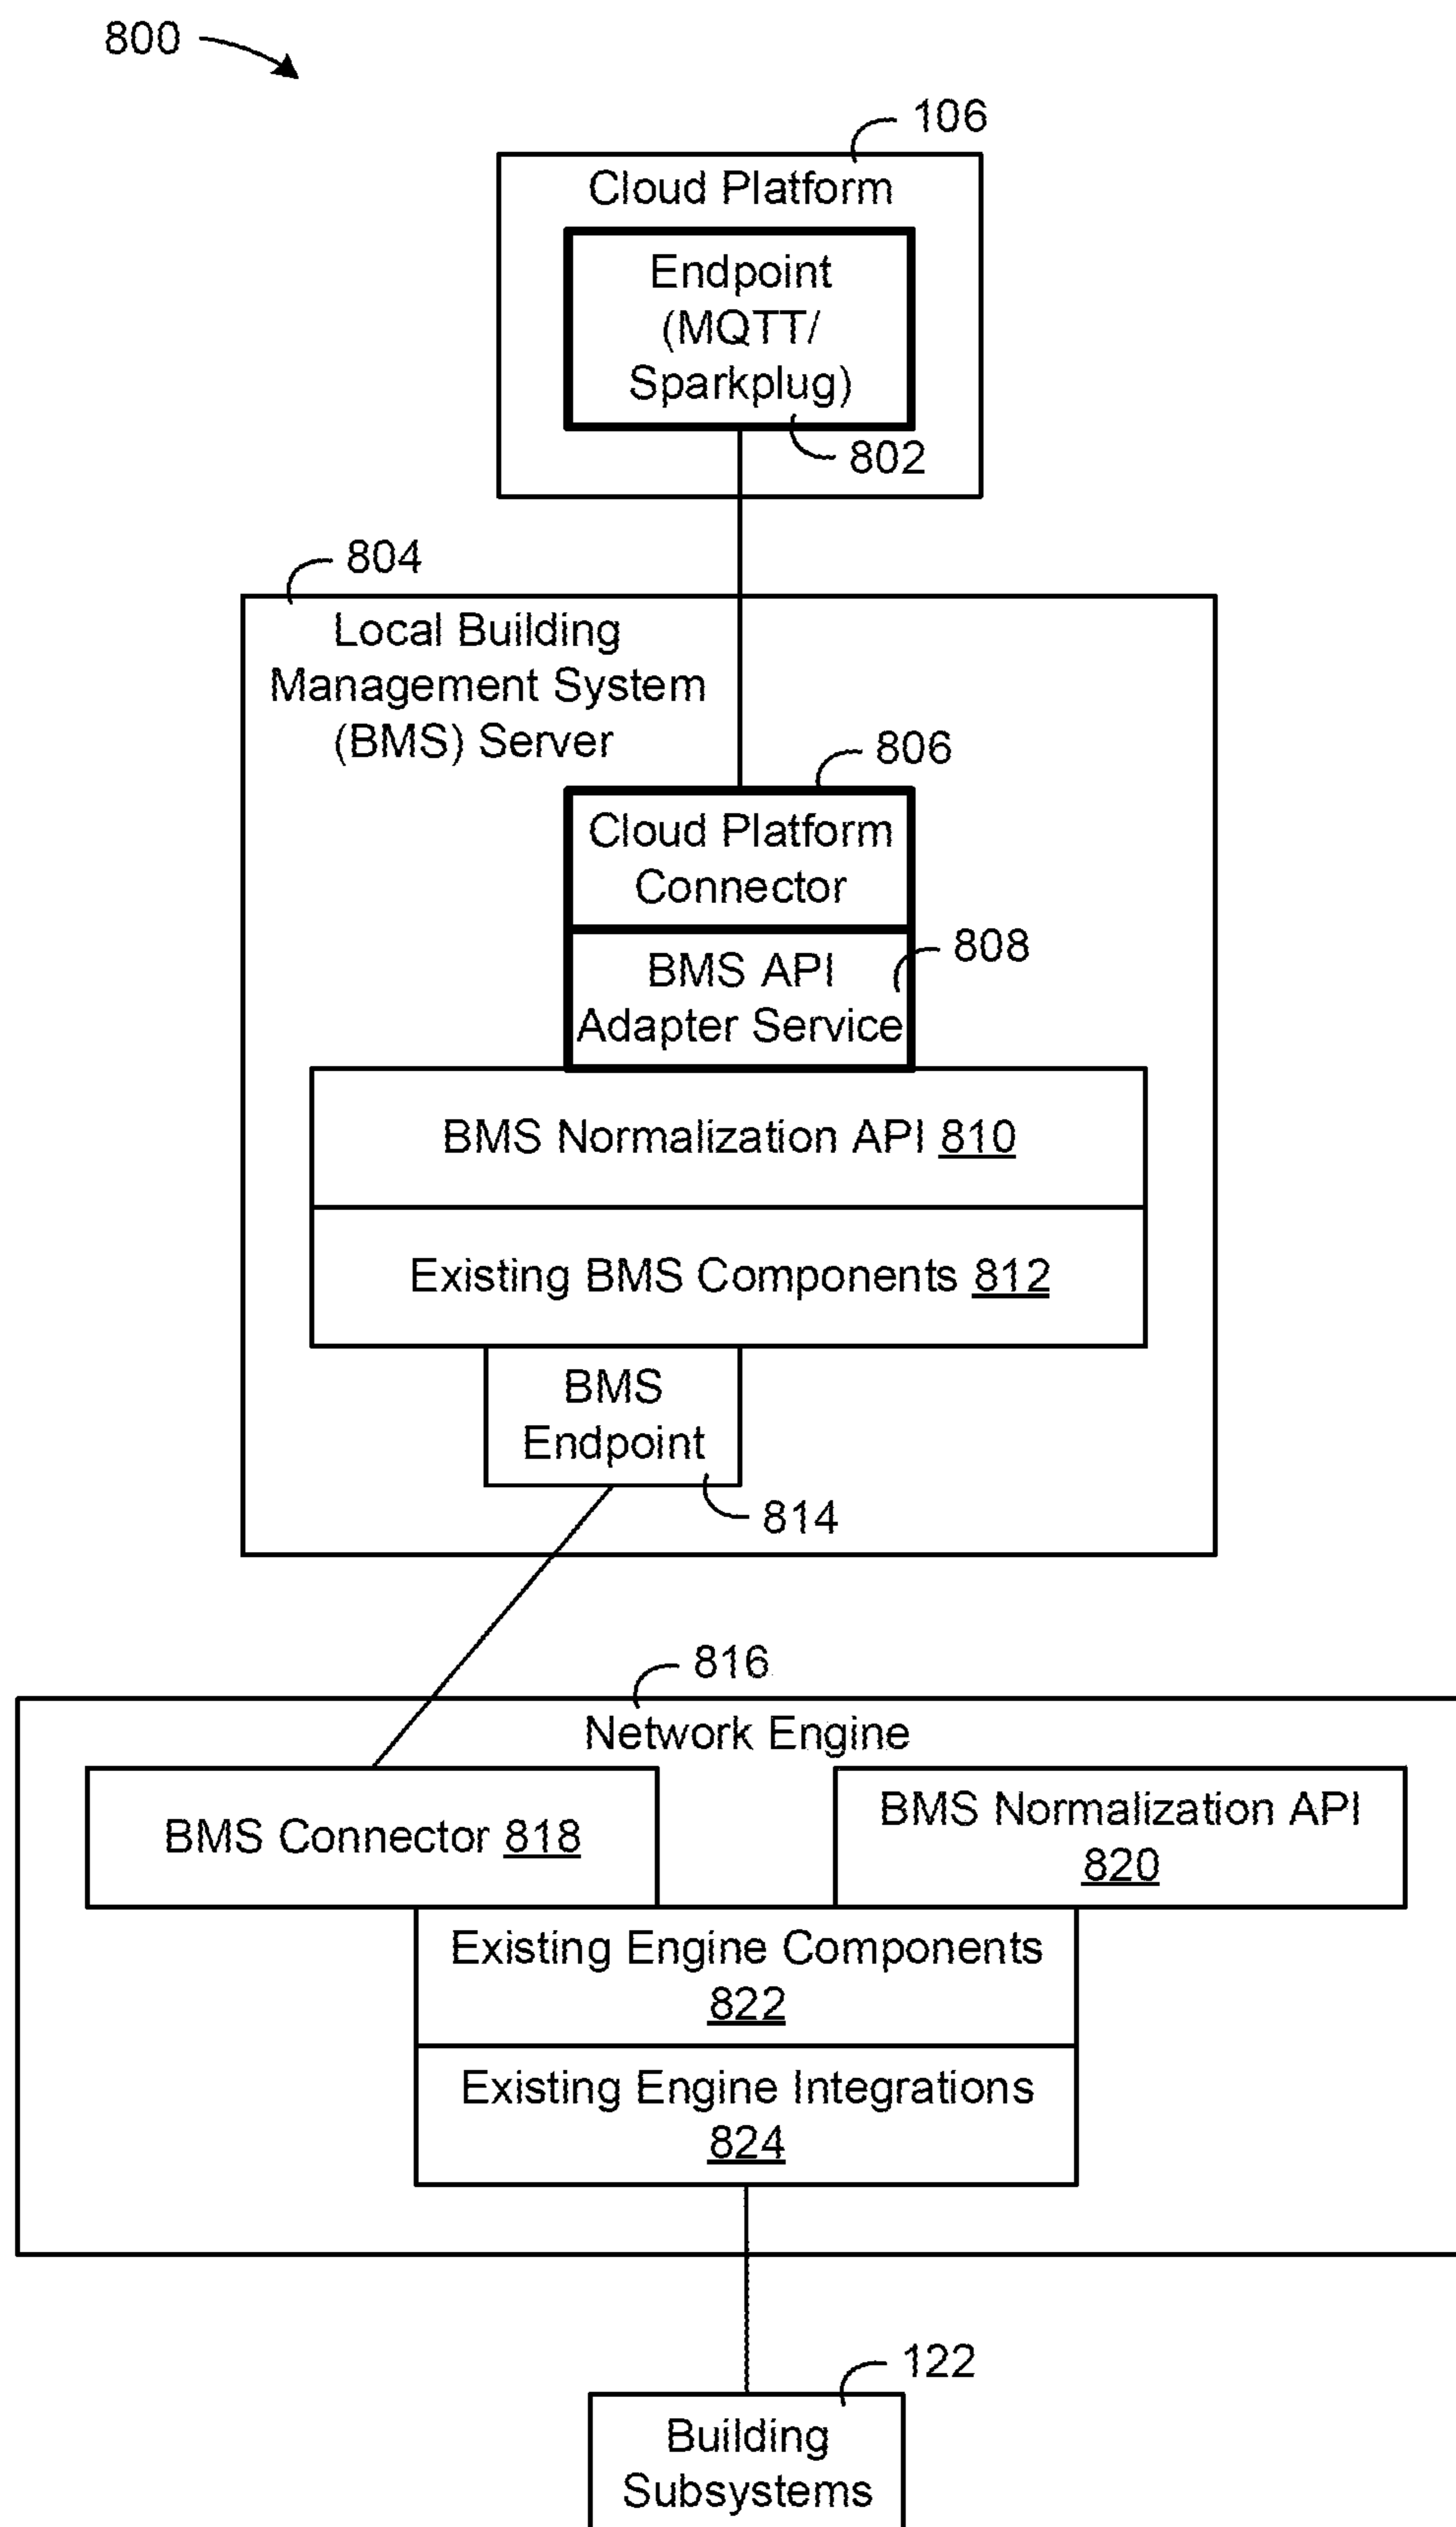 800
106
Cloud Platform
Endpoint
(MQTT/
Sparkplug)
802
804
Local Building
Management System
(BMS) Server
806
Cloud Platform
Connector
808
BMS API
Adapter Service
BMS Normalization API 810
Existing BMS Components 812
BMS
Endpoint
814
816
Network Engine
BMS Connector 818
BMS Normalization API
820
Existing Engine Components
822
Existing Engine Integrations
824
122
Building
Subsystems